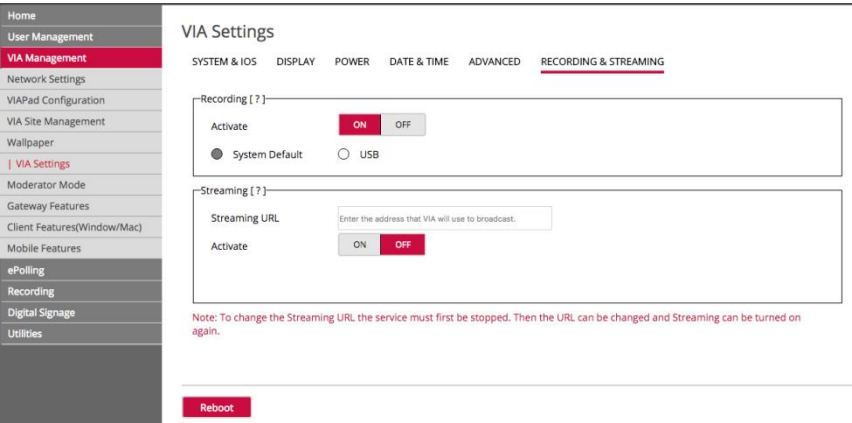 Home
User Management
VIA Management
Network Settings
VIAPad Configuration
VIA Site Management
Wallpaper
| VIA Settings
Moderator Mode
Gateway Features
Client Features(Window/Mac)
Mobile Features
ePolling
Recording
Digital Signage
Utilities
VIA Settings
SYSTEM & IOS DISPLAY POWER DATE & TIME ADVANCED RECORDING & STREAMING
Recording [ ? ]
Activate ON OFF
System Default USB
Streaming [ ? ]
Streaming URL Enter the address that VIA will use to broadcast.
Activate ON OFF
Note: To change the Streaming URL the service must first be stopped. Then the URL can be changed and Streaming can be turned on
again.
Reboot